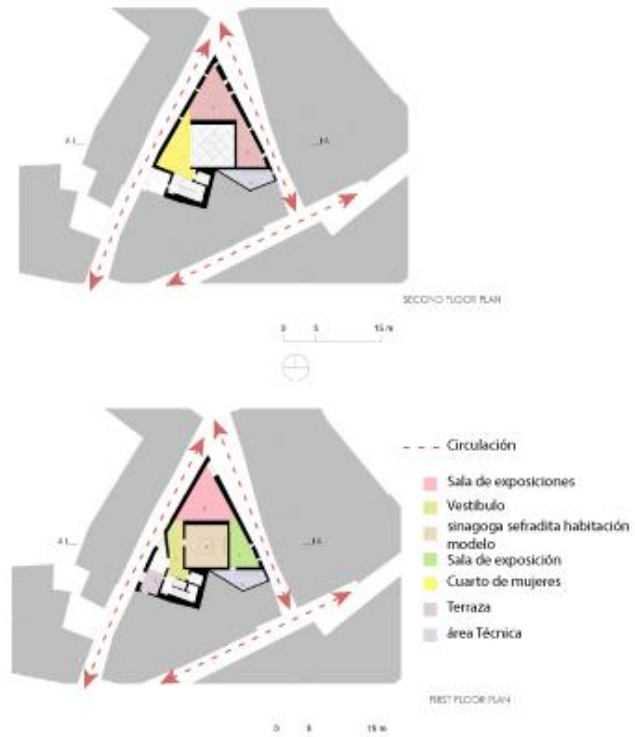 A
A
SECOND FLOOR PLAN
0 5 15 m
Circulación
Sala de exposiciones
Vestíbulo
sinagoga sefradita habitación
modelo
Sala de exposición
Cuarto de mujeres
A
A
Terraza
área Técnica
FIRST FLOOR PLAN
0 5 15 m